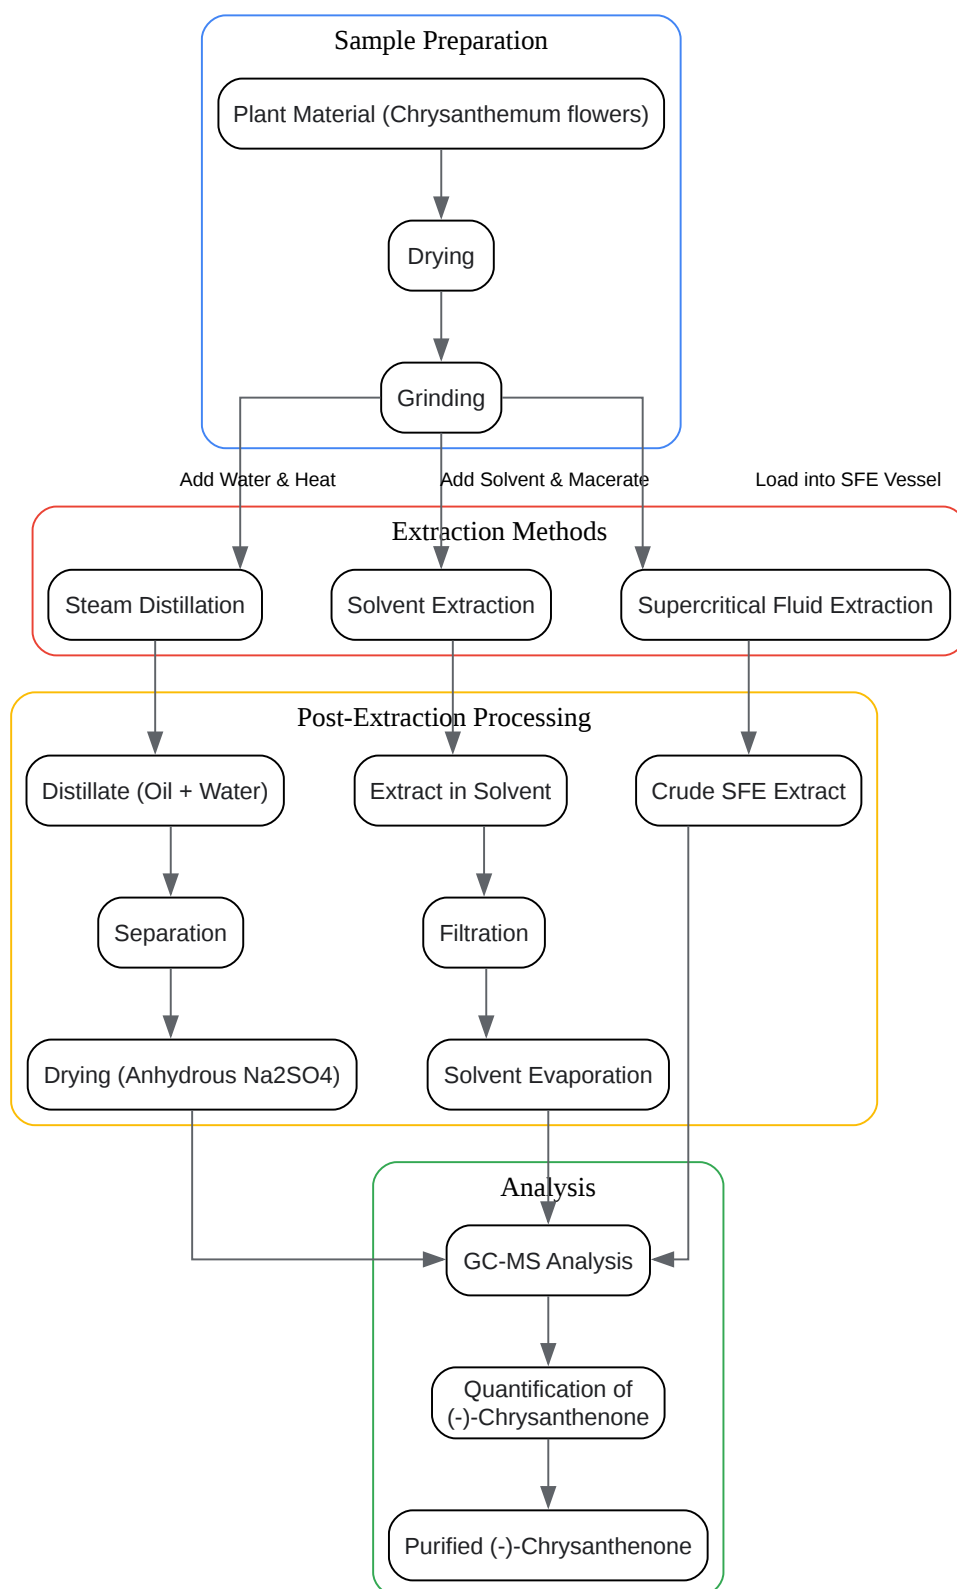 Sample Preparation
Plant Material (Chrysanthemum flowers)
Drying
Grinding
Add Water & Heat
Add Solvent & Macerate
Load into SFE Vessel
Extraction Methods
Steam Distillation
Solvent Extraction
Supercritical Fluid Extraction
Post-Extraction Processing
Distillate (Oil + Water)
Extract in Solvent
Crude SFE Extract
Separation
Filtration
Drying (Anhydrous Na2SO4)
Solvent Evaporation
Analysis
GC-MS Analysis
Quantification of
(-)-Chrysanthenone
Purified (-)-Chrysanthenone